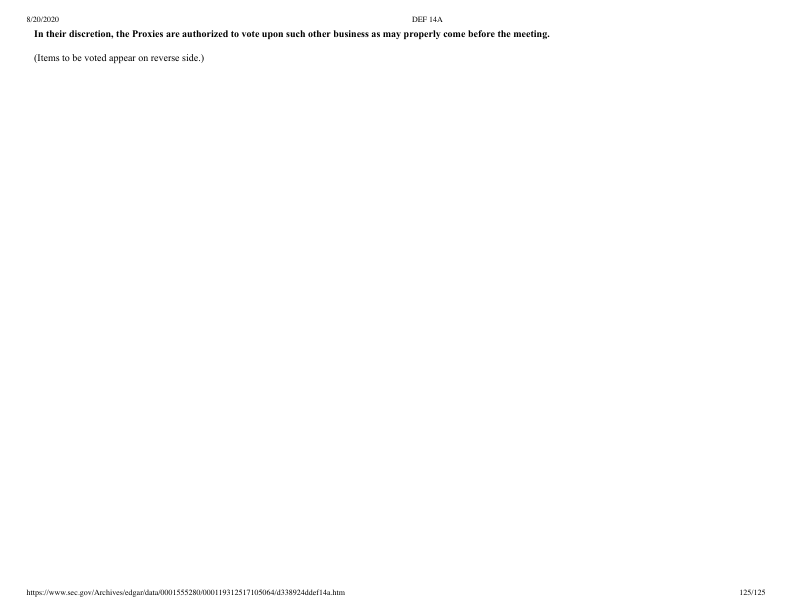 8/20/2020 DEF 14A
In their discretion, the Proxies are authorized to vote upon such other business as may properly come before the meeting.
(Items to be voted appear on reverse side.)
https://www.sec.gov/Archives/edgar/data/0001555280/000119312517105064/d338924ddef14a.htm 125/125